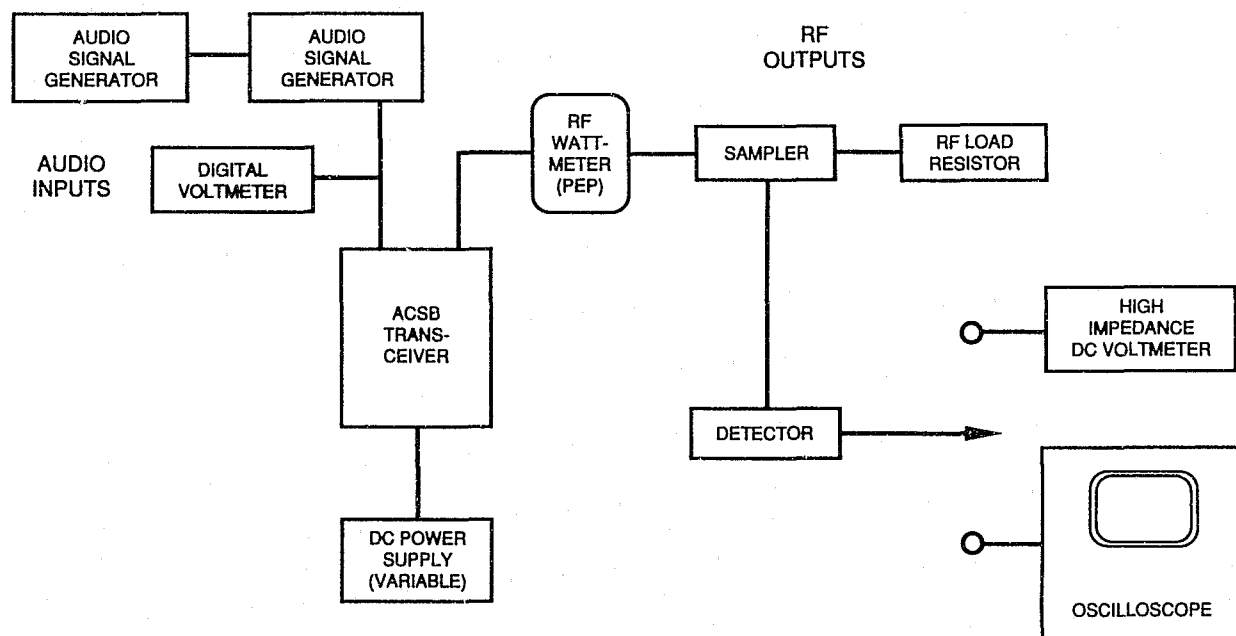 AUDIO
SIGNAL
GENERATOR
AUDIO
SIGNAL
GENERATOR
RF
OUTPUTS
AUDIO
INPUTS
DIGITAL
VOLTMETER
RF
WATT-
METER
(PEP)
SAMPLER
RF LOAD
RESISTOR
ACSB
TRANS-
CEIVER
HIGH
IMPEDANCE
DC VOLTMETER
DETECTOR
DC POWER
SUPPLY
(VARIABLE)
OSCILLOSCOPE